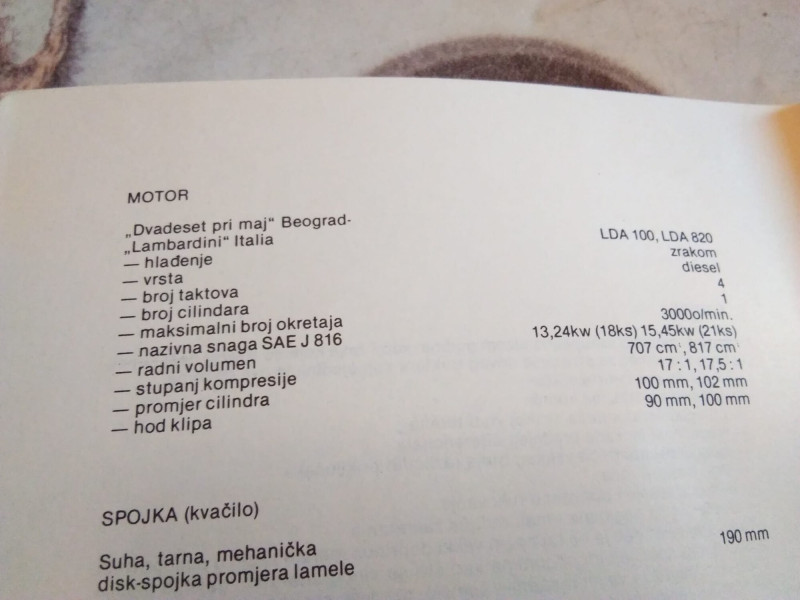 MOTOR
„Dvadeset pri maj“ Beograd-
„Lambardini“ Italia LDA 100, LDA 820
— hlađenje zrakom
— vrsta diesel
— broj taktova 4
— broj cilindara 1
— maksimalni broj okretaja 3000o/min.
— nazivna snaga SAE J 816 13,24kw (18ks) 15,45kw (21ks)
— radni volumen 707 cm³, 817 cm³
— stupanj kompresije 17 : 1, 17,5 : 1
— promjer cilindra 100 mm, 102 mm
— hod klipa 90 mm, 100 mm
SPOJKA (kvačilo)
Suha, tarna, mehanička
disk-spojka promjera lamele 190 mm